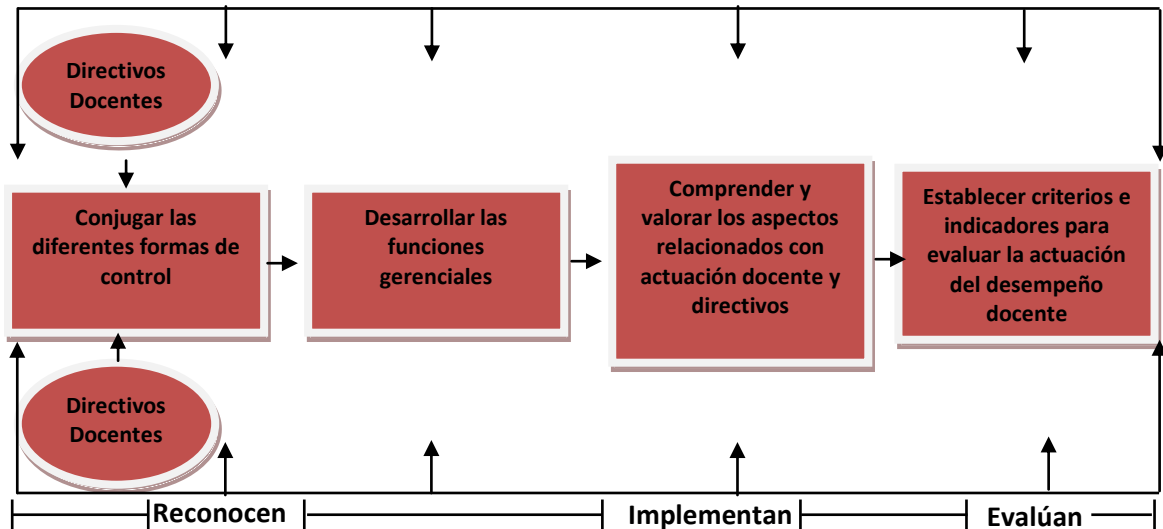 Directivos
Docentes
Conjugar las
diferentes formas de
control
Desarrollar las
funciones
gerenciales
Comprender y
valorar los aspectos
relacionados con
actuación docente y
directivos
Establecer criterios e
indicadores para
evaluar la actuación
del desempeño
docente
Directivos
Docentes
Reconocen
Implementan
Evalúan